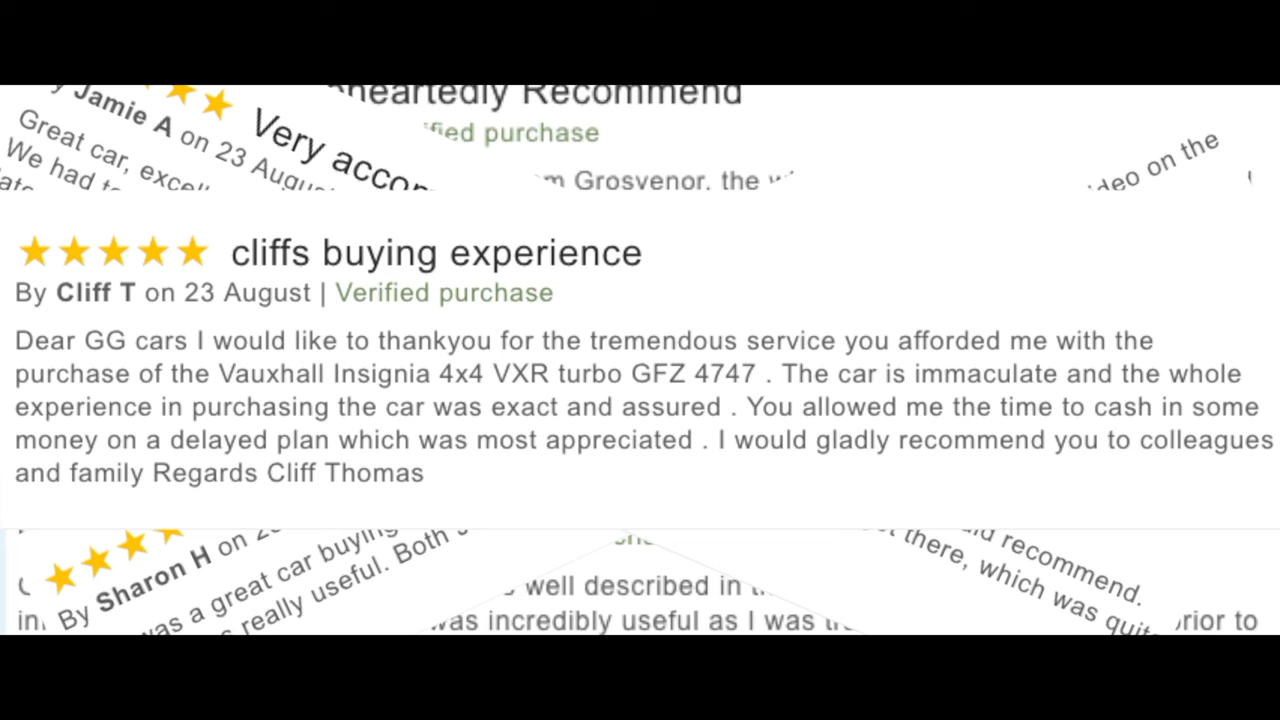 heartedly Recommend
Jamie A on 23 August
Very
purchase
Great car,
We had
Grosvenor, the
on the
cliffs buying experience
By Cliff T on 23 August | Verified purchase
Dear GG cars I would like to thankyou for the tremendous service you afforded me with the
purchase of the Vauxhall Insignia 4x4 VXR turbo GFZ 4747 . The car is immaculate and the whole
experience in purchasing the car was exact and assured . You allowed me the time to cash in some
money on a delayed plan which was most appreciated . I would gladly recommend you to colleagues
and family Regards Cliff Thomas
By Sharon H on
was a great car buying
really useful. Both
well described in
was incredibly useful as I was
recommend.
there, which was
prior to